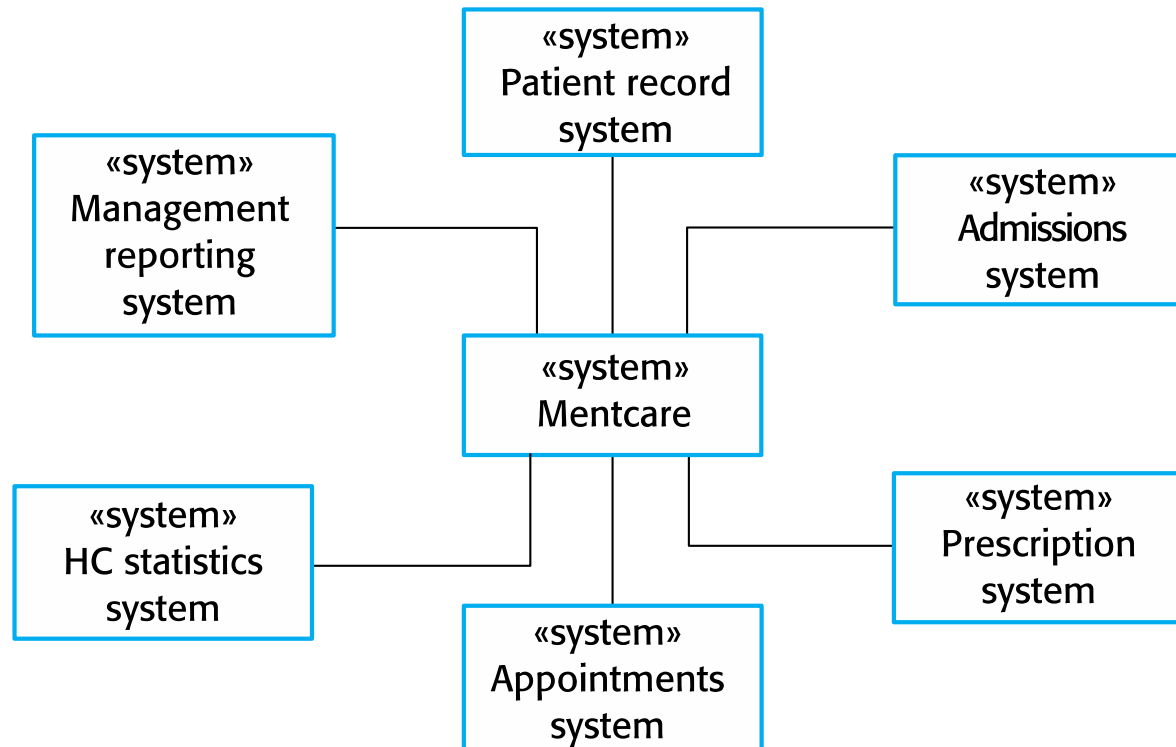 «system»
Patient record
system
«system»
Management
reporting
system
«system»
Admissions
system
«system»
Mentcare
«system»
HC statistics
system
«system»
Prescription
system
«system»
Appointments
system